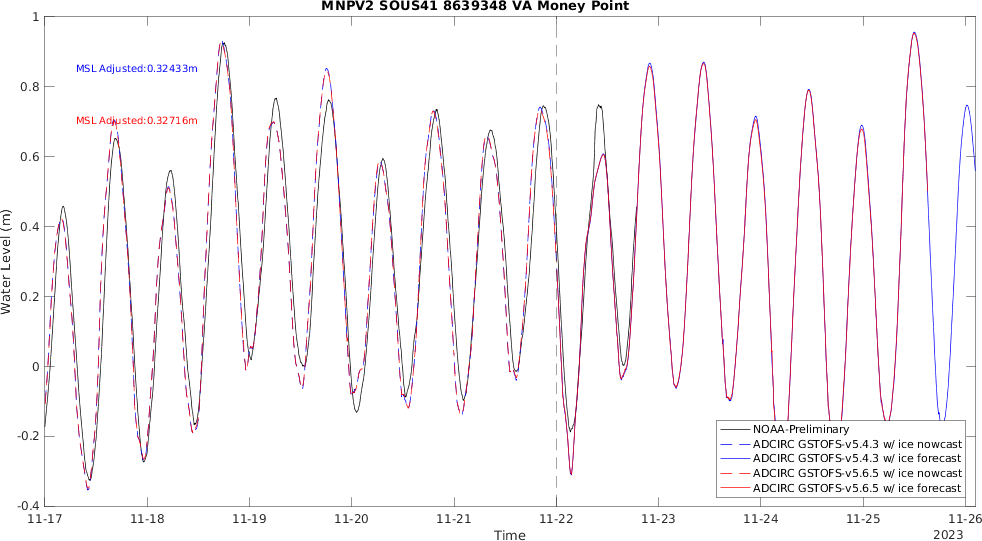 MNPV2 SOUS41 8639348 VA Money Point
Water Level (m)
1
0.8
0.6
0.4
0.2
0
-0.2
-0.4
MSL Adjusted:0.32433m
MSL Adjusted:0.32716m
NOAA-Preliminary
ADCIRC GSTOFS-v5.4.3 w/ ice nowcast
ADCIRC GSTOFS-v5.4.3 w/ ice forecast
ADCIRC GSTOFS-v5.6.5 w/ ice nowcast
ADCIRC GSTOFS-v5.6.5 w/ ice forecast
11-17 11-18 11-19 11-20 11-21 11-22 11-23 11-24 11-25 11-26
Time
2023